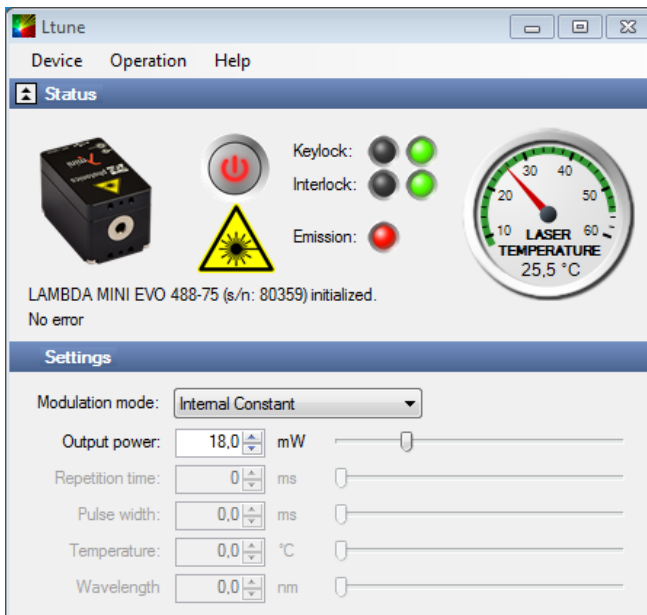 Ltune
Device Operation Help
Status
Keylock:
Interlock:
Emission:
10 20 30 40 50 60
LASER
TEMPERATURE
25,5 °C
photonics
mini
LAMBDA MINI EVO 488-75 (s/n: 80359) initialized.
No error
Settings
Modulation mode: Internal Constant
Output power: 18,0 mW
Repetition time: 0 ms
Pulse width: 0,0 ms
Temperature: 0,0 °C
Wavelength 0,0 nm